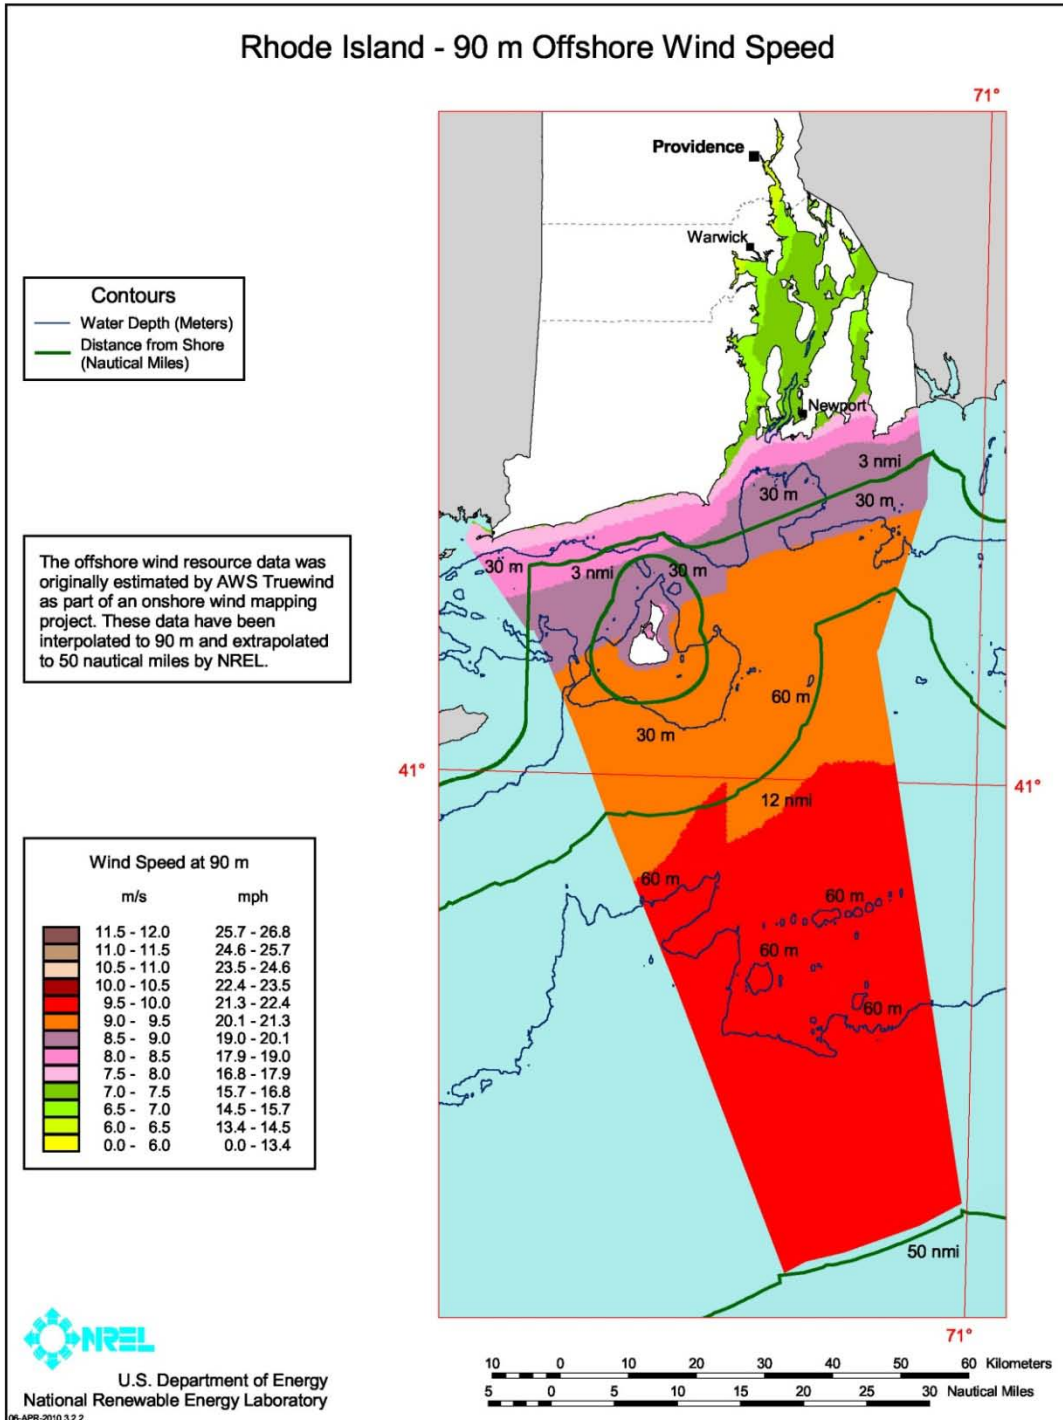 Rhode Island - 90 m Offshore Wind Speed
71°
Providence
Warwick
Newport
Contours
Water Depth (Meters)
Distance from Shore
(Nautical Miles)
3 nmi
30 m
30 m
30 m
3 nmi
30 m
The offshore wind resource data was
originally estimated by AWS Truewind
as part of an onshore wind mapping
project. These data have been
interpolated to 90 m and extrapolated
to 50 nautical miles by NREL.
60 m
30 m
41°
41°
12 nmi
Wind Speed at 90 m
m/s mph
11.5 - 12.0 25.7 - 26.8
11.0 - 11.5 24.6 - 25.7
10.5 - 11.0 23.5 - 24.6
10.0 - 10.5 22.4 - 23.5
9.5 - 10.0 21.3 - 22.4
9.0 - 9.5 20.1 - 21.3
8.5 - 9.0 19.0 - 20.1
8.0 - 8.5 17.9 - 19.0
7.5 - 8.0 16.8 - 17.9
7.0 - 7.5 15.7 - 16.8
6.5 - 7.0 14.5 - 15.7
6.0 - 6.5 13.4 - 14.5
0.0 - 6.0 0.0 - 13.4
60 m
60 m
60 m
60 m
50 nmi
71°
NREL
U.S. Department of Energy
National Renewable Energy Laboratory
10 0 10 20 30 40 50 60 Kilometers
5 0 5 10 15 20 25 30 Nautical Miles
06-APR-2010 3.2.2